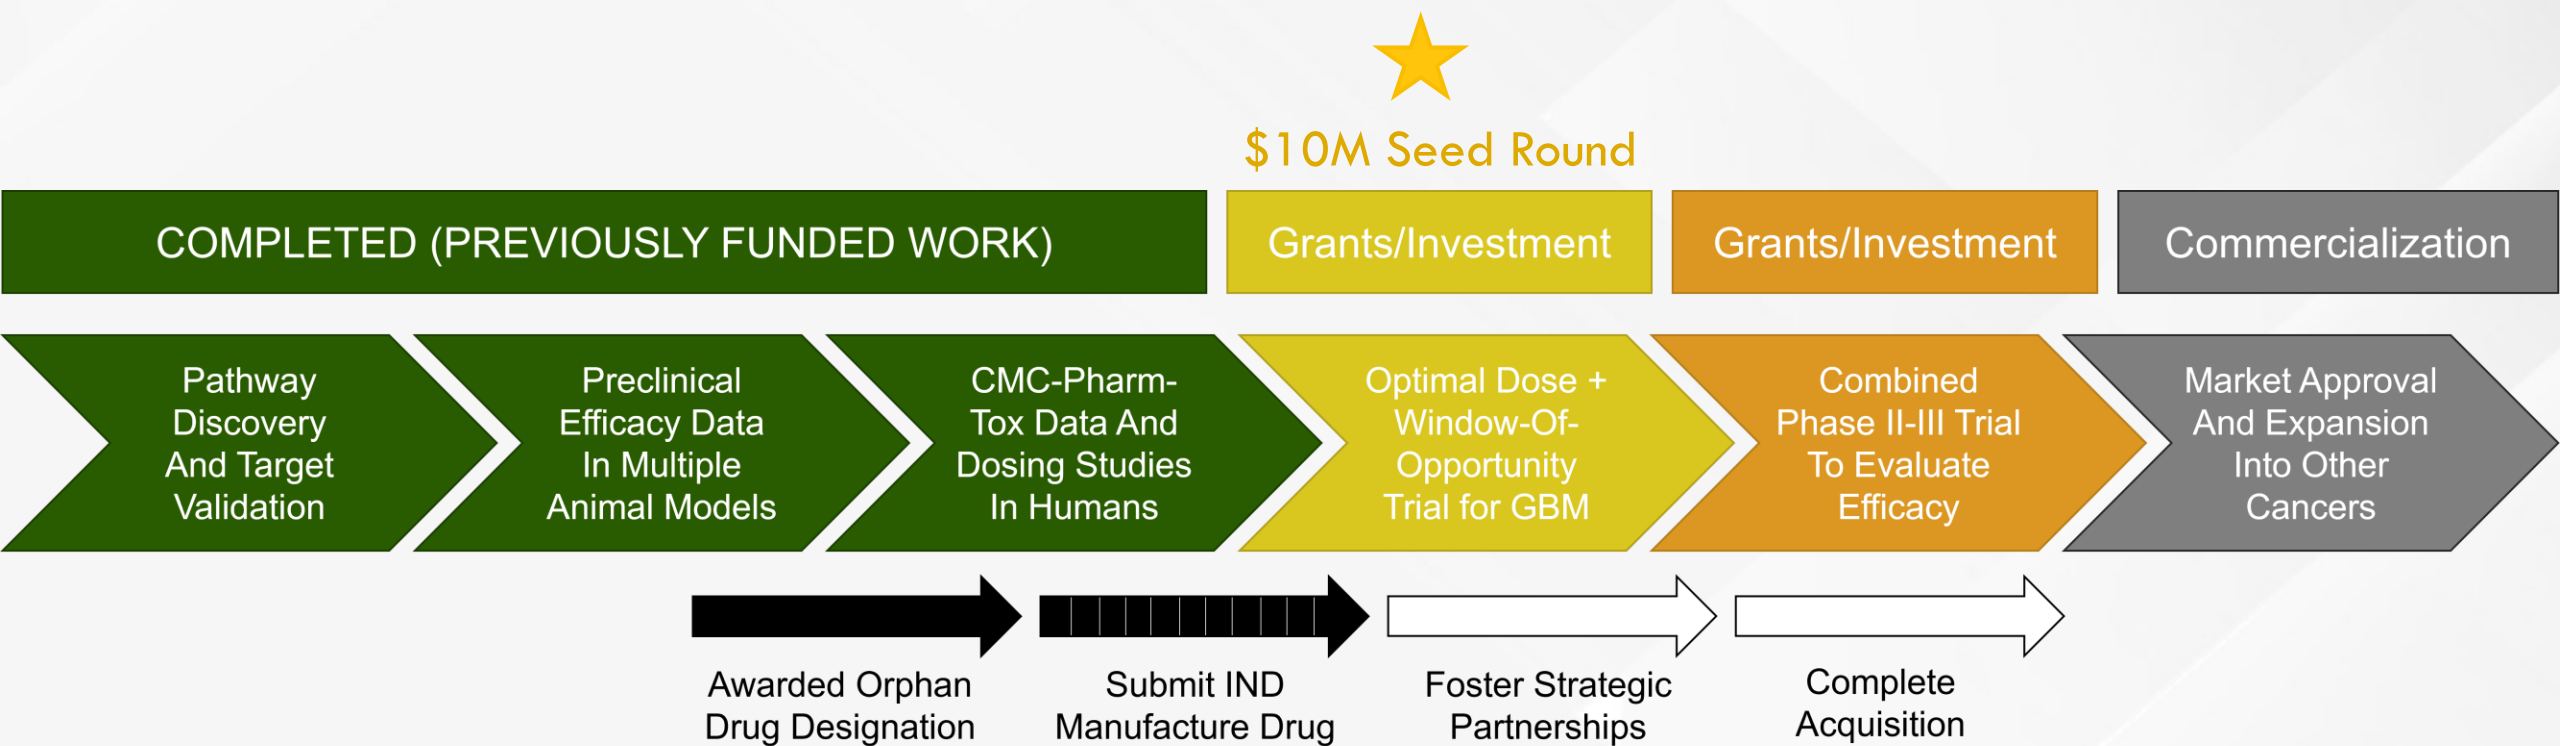 $10M Seed Round
COMPLETED (PREVIOUSLY FUNDED WORK)
Grants/Investment
Grants/Investment
Commercialization
Pathway
Discovery
And Target
Validation
Preclinical
Efficacy Data
In Multiple
Animal Models
CMC-Pharm-
Tox Data And
Dosing Studies
In Humans
Optimal Dose +
Window-Of-
Opportunity
Trial for GBM
Combined
Phase II-III Trial
To Evaluate
Efficacy
Market Approval
And Expansion
Into Other
Cancers
Awarded Orphan
Drug Designation
Submit IND
Manufacture Drug
Foster Strategic
Partnerships
Complete
Acquisition